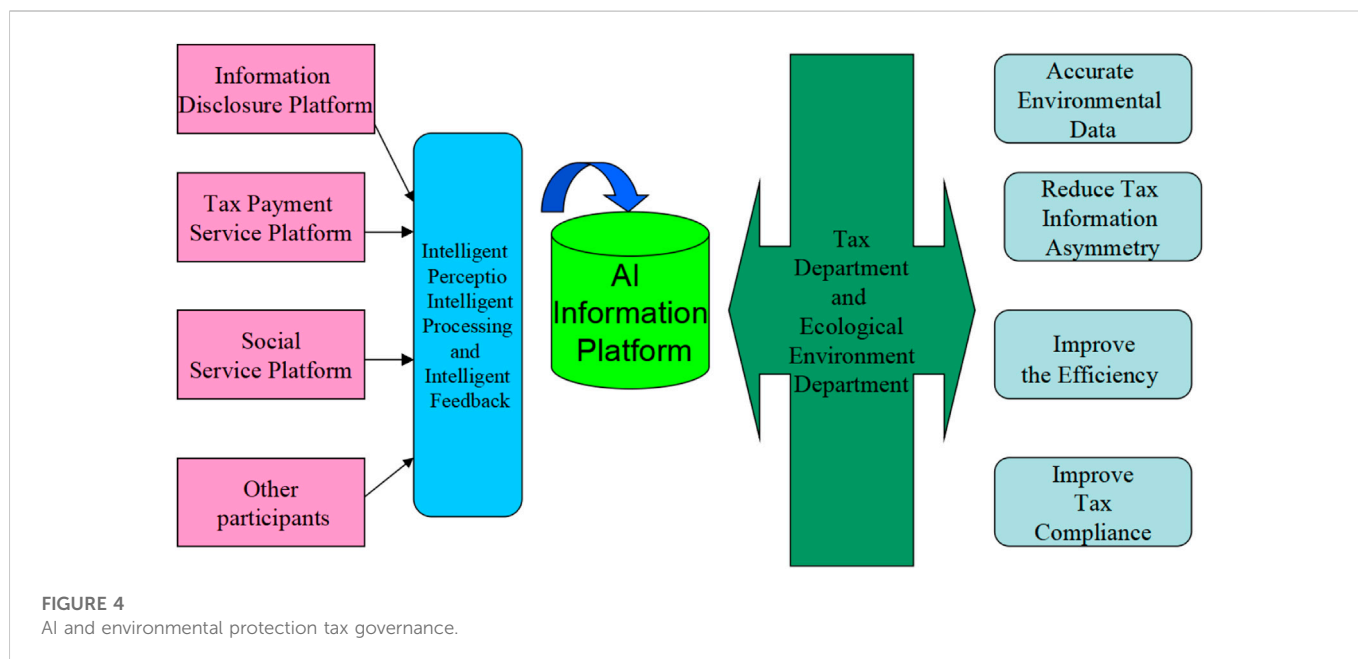 Information
Disclosure Platform
Tax Payment
Service Platform
Social
Service Platform
Other
participants
Intelligent
Perceptio
Intelligent
Processing
and
Intelligent
Feedback
AI
Information
Platform
Tax
Department
and
Ecological
Environment
Department
Accurate
Environmental
Data
Reduce Tax
Information
Asymmetry
Improve
the Efficiency
Improve
Tax
Compliance
FIGURE 4
AI and environmental protection tax governance.